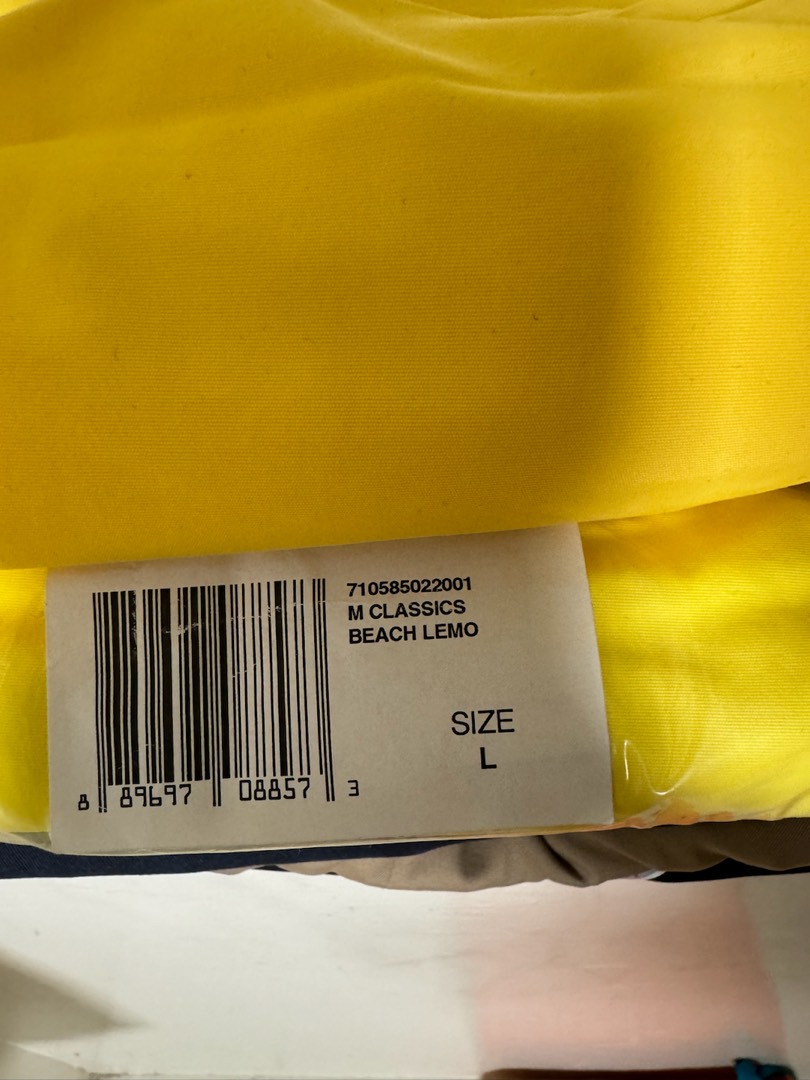 710585022001
M CLASSICS
BEACH LEMO
SIZE
L
8 89697 08857 3